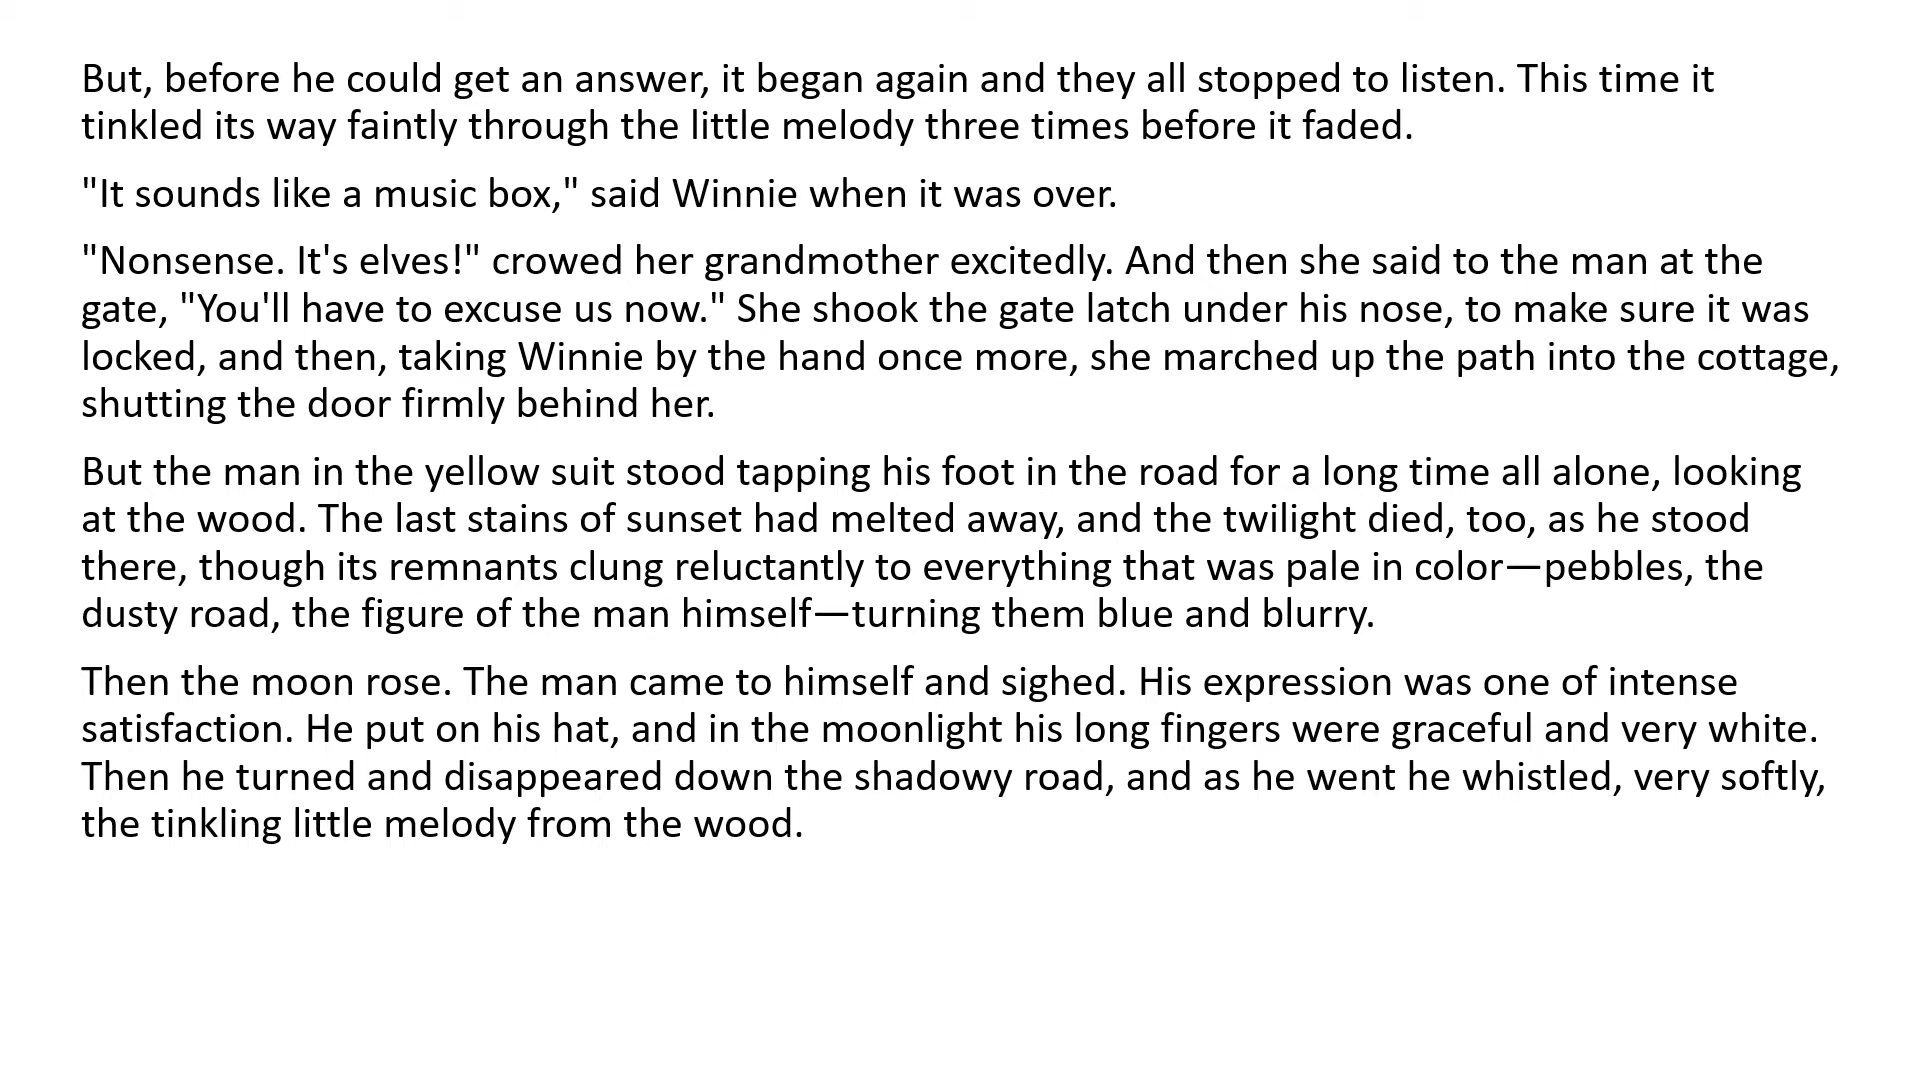 But, before he could get an answer, it began again and they all stopped to listen. This time it
tinkled its way faintly through the little melody three times before it faded.
"It sounds like a music box," said Winnie when it was over.
"Nonsense. It's elves!" crowed her grandmother excitedly. And then she said to the man at the
gate, "You'll have to excuse us now." She shook the gate latch under his nose, to make sure it was
locked, and then, taking Winnie by the hand once more, she marched up the path into the cottage,
shutting the door firmly behind her.
But the man in the yellow suit stood tapping his foot in the road for a long time all alone, looking
at the wood. The last stains of sunset had melted away, and the twilight died, too, as he stood
there, though its remnants clung reluctantly to everything that was pale in color—pebbles, the
dusty road, the figure of the man himself—turning them blue and blurry.
Then the moon rose. The man came to himself and sighed. His expression was one of intense
satisfaction. He put on his hat, and in the moonlight his long fingers were graceful and very white.
Then he turned and disappeared down the shadowy road, and as he went he whistled, very softly,
the tinkling little melody from the wood.